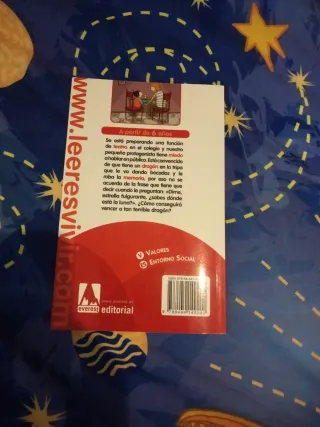 www.leeresvivir.com
A partir de 6 años
Se está preparando una función de
teatro en el colegio y nuestro
pequeño protagonista tiene miedo
a hablar en público. Está convencido
de que tiene un dragón en la tripa
que le va dando bocados y le
roba la memoria, por eso no se
acuerda de la frase que tiene que
decir cuando le preguntan: «Dime,
estrella fulgurante, ¿sabes dónde
está la luna?». ¿Cómo conseguirá
vencer a tan terrible dragón?
VALORES
ENTORNO SOCIAL
everest
editorial